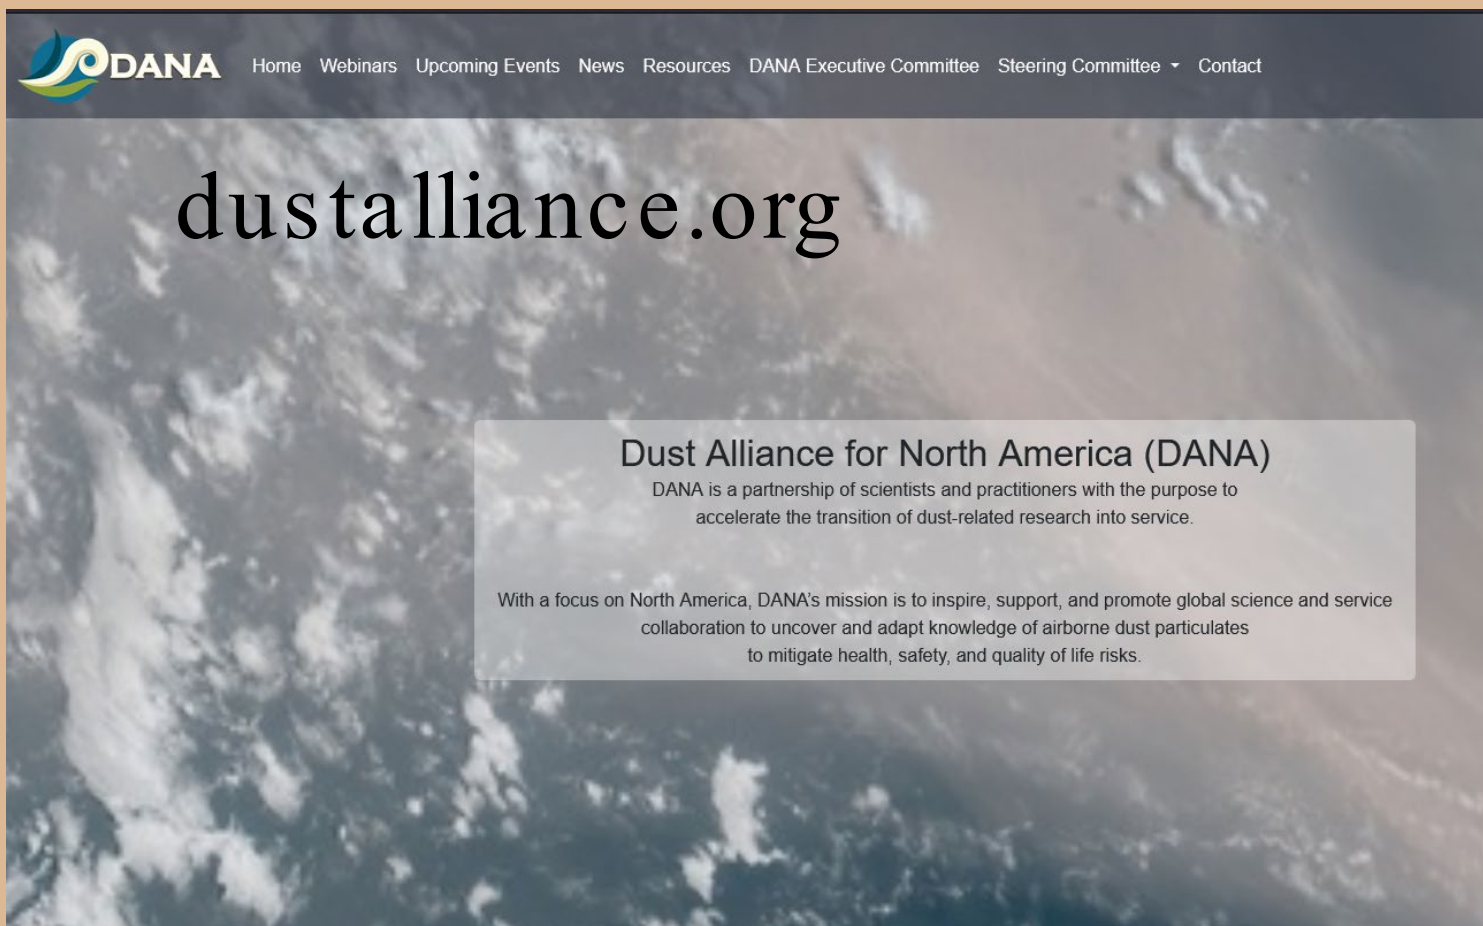 DANA Home Webinars Upcoming Events News Resources DANA Executive Committee Steering Committee Contact
dustalliance.org
Dust Alliance for North America (DANA)
DANA is a partnership of scientists and practitioners with the purpose to
accelerate the transition of dust-related research into service.
With a focus on North America, DANA's mission is to inspire, support, and promote global science and service
collaboration to uncover and adapt knowledge of airborne dust particulates
to mitigate health, safety, and quality of life risks.